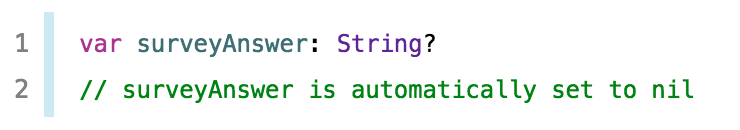 1 var surveyAnswer: String?
2 // surveyAnswer is automatically set to nil